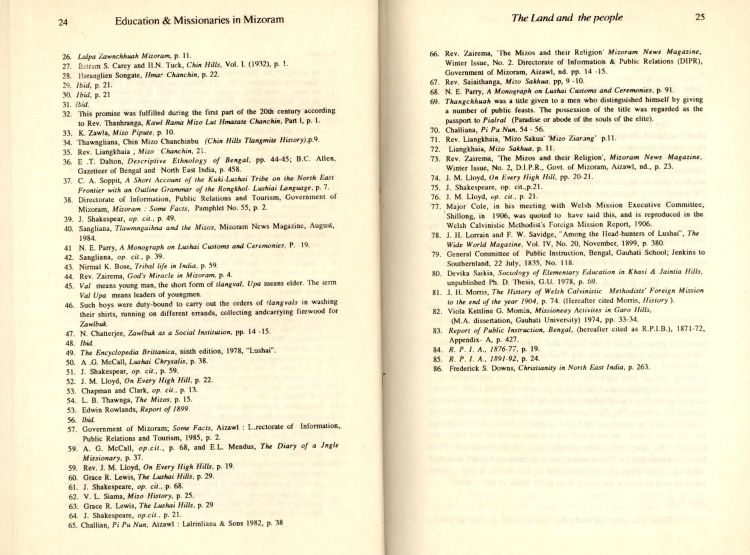 24 Education & Missionaries in Mizoram
26. Lalpa Zawnchhuah Mizoram, p. 11.
27. Bertram S. Carey and H.N. Tuck, Chin Hills, Vol. I. (1932), p. 1.
28. Haranglien Songate, Hmar Chanchin, p. 22.
29. Ibid, p. 21.
30. Ibid, p. 21
31. ibid.
32. This promise was fulfilled during the first part of the 20th century according
to Rev. Thanhranga, Kawl Rama Mizo Lut Hmasate Chanchin, Part I, p. 1.
33. K. Zawla, Mizo Pipute, p. 10.
34. Thawngliana, Chin Mizo Chanchinbu (Chin Hills Tlangmite History),p.9.
35. Rev. Liangkhaia , Mizo Chanchin, 21.
36. E .T. Dalton, Descriptive Ethnology of Bengal, pp. 44-45; B.C. Allen,
Gazetteer of Bengal and North East India, p. 458.
37. C. A. Soppit, A Short Account of the Kuki-Lushai Tribe on the North East
Frontier with an Outline Grammar of the Rongkhol- Lushiai Language, p. 7.
38. Directorate of Information, Public Relations and Tourism, Government of
Mizoram, Mizoram : Some Facts, Pamphlet No. 55, p. 2.
39. J. Shakespear, op. cit., p. 49.
40. Sangliana, Tlawmngaihna and the Mizos, Mizoram News Magazine, August,
1984.
41 N E. Parry, A Monograph on Lushai Customs and Ceremonies, P. 19.
42. Sangliana, op. cit., p. 39.
43. Nirmal K. Bose, Tribal life in India, p. 59.
44. Rev. Zairema, God's Miracle in Mizoram, p. 4.
45. Val means young man, the short form of tlangval, Upa means elder. The term
Val Upa means leaders of youngmen.
46. Such boys were duty-bound to carry out the orders of tlangvals in washing
their shirts, running on different errands, collecting andcarrying firewood for
Zawlbuk.
47. N. Chatterjee, Zawlbuk as a Social Institution, pp. 14 -15.
48. Ibid.
49. The Encyclopedia Brittanica, ninth edition, 1978, "Lushai".
50. A .G. McCall, Lushai Chrysalis, p. 38.
51. J. Shakespear, op. cit., p. 59.
52. J. M. Lloyd, On Every High Hill, p. 22.
53. Chapman and Clark, op. cit., p. 13.
54. L. B. Thawnga, The Mizos, p. 15.
53. Edwin Rowlands, Report of 1899.
56. Ibid.
57. Government of Mizoram; Some Facts, Aizawl : Directorate of Information,
Public Relations and Tourism, 1985, p. 2.
59. A. G. McCall, op.cit., p. 68, and E.L. Mendus, The Diary of a Jngle
Missionary, p. 37.
59. Rev. J. M. Lloyd, On Every High Hills, p. 19.
60. Grace R. Lewis, The Lushai Hills, p. 29.
61. J. Shakespeare, op. cit., p. 68.
62. V. L. Siama, Mizo History, p. 25.
63. Grace R. Lewis, The Lushai Hills, p. 29
64. J. Shakespeare, op.cit., p. 21.
65. Challian, Pi Pu Nun, Aizawl : Lalrinliana & Sons 1982, p. 38
The Land and the people 25
66. Rev. Zairema, 'The Mizos and their Religion' Mizoram News Magazine,
Winter Issue, No. 2. Directorate of Information & Public Relations (DIPR),
Government of Mizoram, Aizawl, nd. pp. 14 -15.
67. Rev. Saiaithanga, Mizo Sakhua, pp, 9 -10.
68. N. E. Parry, A Monograph on Lushai Customs and Ceremonies, p. 91.
69. Thangchhuah was a title given to a men who distinguished himself by giving
a number of public feasts. The possession of the title was regarded as the
passport to Pialral (Paradise or abode of the souls of the elite).
70. Challiana, Pi Pu Nun, 54 - 56.
71. Rev. Liangkhaia, 'Mizo Sakua' 'Mizo Ziarang' p.11.
72. Liangkhaia, Mizo Sakhua, p. 11.
73. Rev. Zairema, 'The Mizos and their Religion', Mizoram News Magazine,
Winter Issue, No. 2, D.I.P.R., Govt. of Mizoram, Aizawl, nd., p. 23.
74. J. M. Lloyd, On Every High Hill, pp. 20-21.
75. J. Shakespeare, op. cit.,p.21.
76. J. M. Lloyd, op. cit., p. 21.
77. Major Cole, in his meeting with Welsh Mission Executive Committee,
Shillong, in 1906, was quoted to have said this, and is reproduced in the
Welsh Calvinistic Methodist's Foreign Mission Report, 1906.
78. J. H. Lorrain and F. W. Savidge, "Among the Head-hunters of Lushai", The
Wide World Magazine, Vol. IV, No. 20, November, 1899, p. 380.
79. General Committee of Public Instruction, Bengal, Gauhati School; Jenkins to
Southernland, 22 July, 1835, No. 118.
80. Devika Saikia, Sociology of Elementary Education in Khasi & Jaintia Hills,
unpublished Ph. D. Thesis, G.U. 1978, p. 69.
81. J. H. Morris, The History of Welsh Calvinistic Methodists' Foreign Mission
to the end of year 1904, p. 74. (Hereafter cited Morris, History ).
82. Viola Kettline G. Momin, Missioneay Activites in Garo Hills,
(M.A. dissertation, Gauhati University) 1974, pp. 33-34.
83. Report of Public Instruction, Bengal, (hereafter cited as R.P.I.B.), 1871-72,
Appendix- A, p. 427.
84. R. P. I. A., 1876-77, p. 19.
85. R. P. I. A., 1891-92, p. 24.
86. Frederick S. Downs, Christianity in North East India, p. 263.